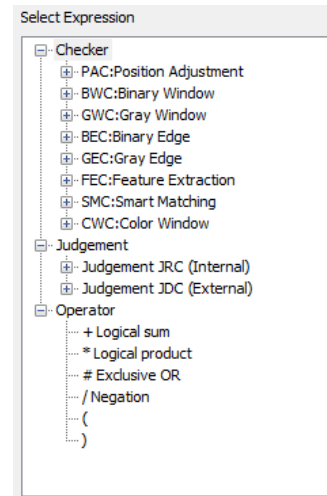 Select Expression
Checker
PAC:Position Adjustment
BWC:Binary Window
GWC:Gray Window
BEC:Binary Edge
GEC:Gray Edge
FEC:Feature Extraction
SMC:Smart Matching
CWC:Color Window
Judgement
Judgement JRC (Internal)
Judgement JDC (External)
Operator
+ Logical sum
* Logical product
# Exclusive OR
/ Negation
(
)